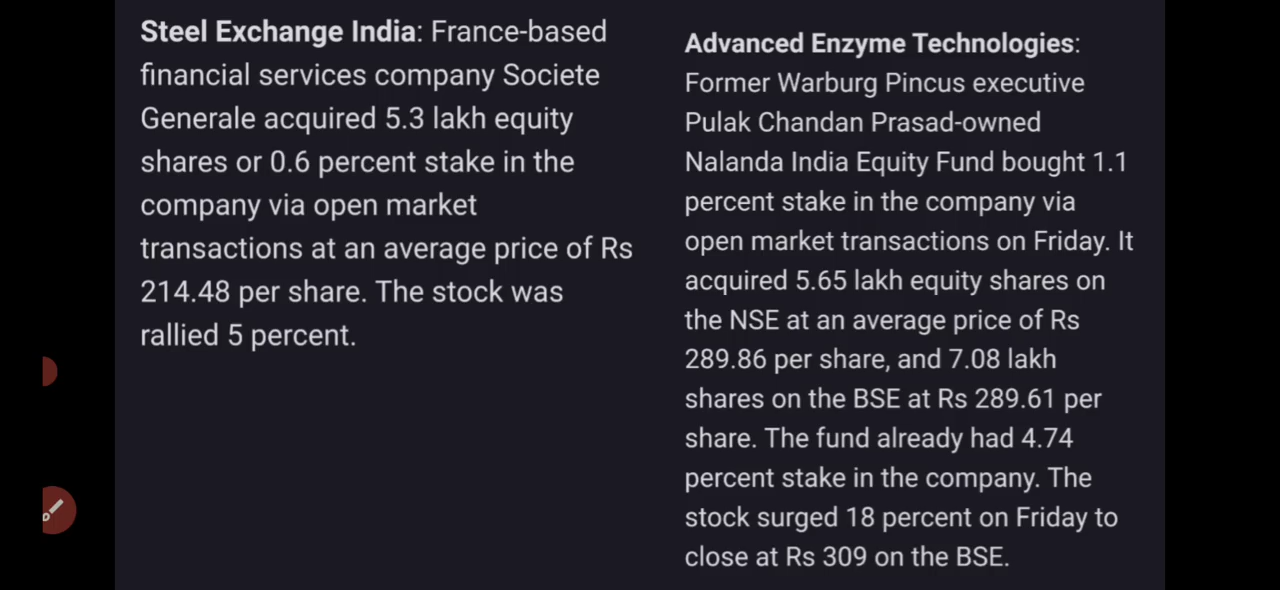 Steel Exchange India: France-based
financial services company Societe
Generale acquired 5.3 lakh equity
shares or 0.6 percent stake in the
company via open market
transactions at an average price of Rs
214.48 per share. The stock was
rallied 5 percent.
Advanced Enzyme Technologies:
Former Warburg Pincus executive
Pulak Chandan Prasad-owned
Nalanda India Equity Fund bought 1.1
percent stake in the company via
open market transactions on Friday. It
acquired 5.65 lakh equity shares on
the NSE at an average price of Rs
289.86 per share, and 7.08 lakh
shares on the BSE at Rs 289.61 per
share. The fund already had 4.74
percent stake in the company. The
stock surged 18 percent on Friday to
close at Rs 309 on the BSE.